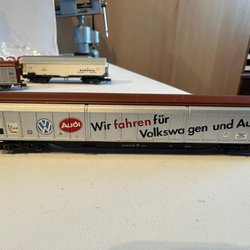 Audi
Wir fahren für
Volkswagen und Au